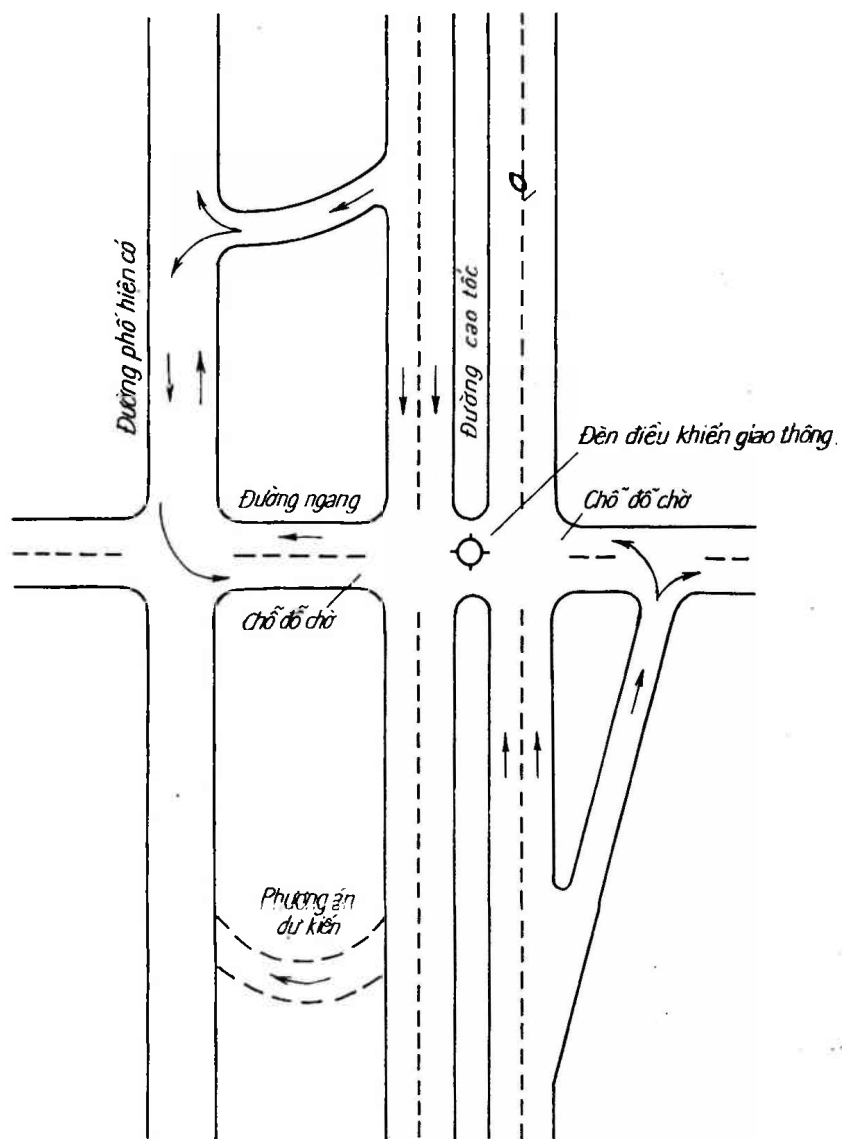 Đường phố hiện có
Đường cao tốc
Đèn điều khiển giao thông.
Đường ngang
Chỗ đỗ chờ
Chỗ đỗ chờ
Phương án
dự kiến